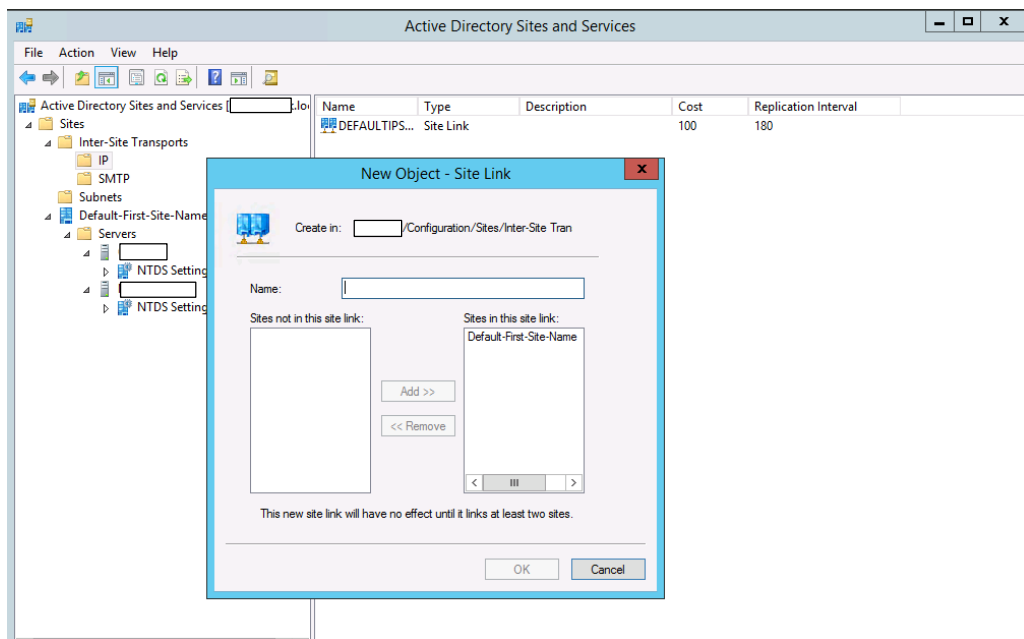 Active Directory Sites and Services
File Action View Help
Active Directory Sites and Services [ k.lo
Name Type Description Cost Replication Interval
Sites
DEFAULTIPS... Site Link 100 180
Inter-Site Transports
IP
SMTP
Subnets
Default-First-Site-Name
Servers
NTDS Setting
NTDS Setting
New Object - Site Link
Create in: /Configuration/Sites/Inter-Site Tran
Name:
Sites not in this site link:
Sites in this site link:
Default-First-Site-Name
Add >>
<< Remove
This new site link will have no effect until it links at least two sites.
OK Cancel